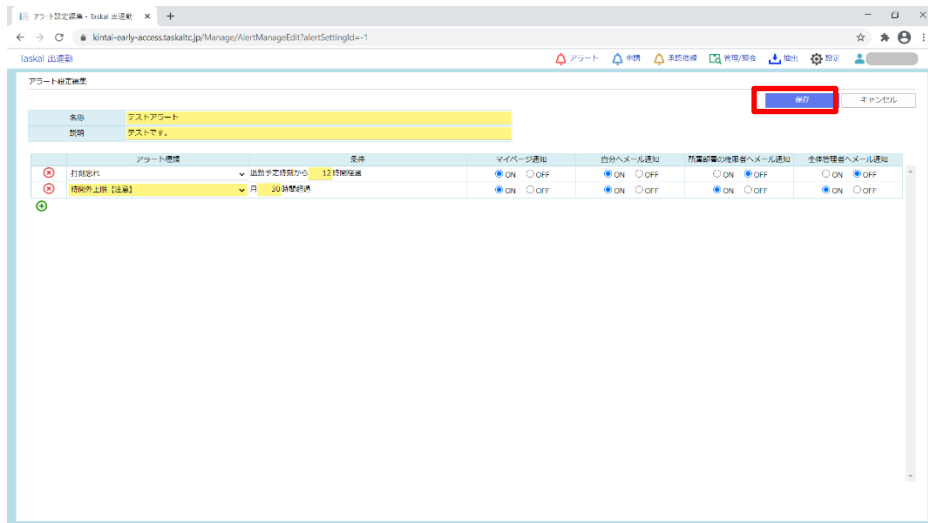 アラート設定編集 - Taskal 出退勤
kintai-early-access.taskaltc.jp/Manage/AlertManageEdit?alertSettingId=-1
Taskal 出退勤 アラート 申請 承認依頼 管理/照会 抽出 設定
アラート設定編集
保存 キャンセル
名称 テストアラート
説明 テストです。
アラート種類 条件 マイページ通知 自分へメール通知 所属部署の権限者へメール通知 全体管理者へメール通知
打刻忘れ 退勤予定時刻から 12 時間経過 ON OFF ON OFF ON OFF ON OFF
時間外上限【注意】 月 30 時間超過 ON OFF ON OFF ON OFF ON OFF